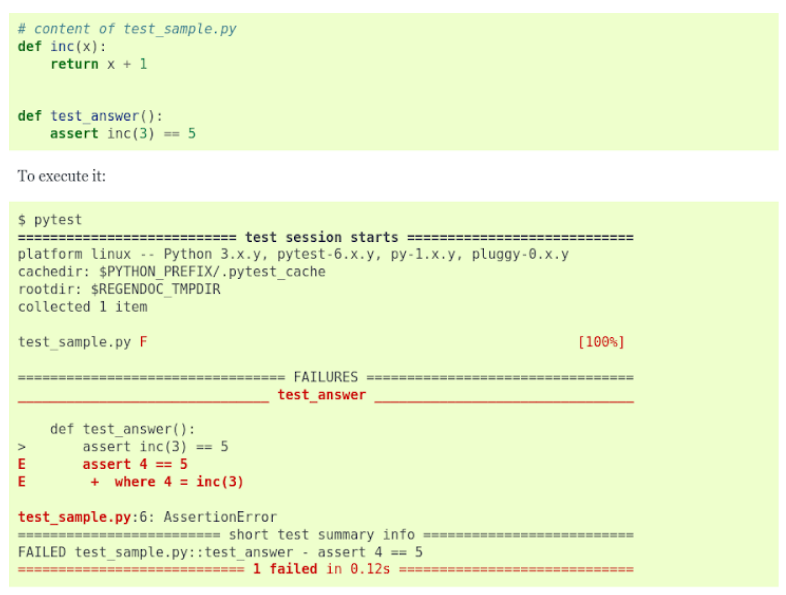 # content of test_sample.py
def inc(x):
    return x + 1
def test_answer():
    assert inc(3) == 5
To execute it:
$ pytest
=========================== test session starts ============================
platform linux -- Python 3.x.y, pytest-6.x.y, py-1.x.y, pluggy-0.x.y
cachedir: $PYTHON_PREFIX/.pytest_cache
rootdir: $REGENDOC_TMPDIR
collected 1 item
test_sample.py F                                                     [100%]
================================= FAILURES =================================
_______________________________ test_answer ________________________________
    def test_answer():
>       assert inc(3) == 5
E       assert 4 == 5
E        +  where 4 = inc(3)
test_sample.py:6: AssertionError
========================= short test summary info ==========================
FAILED test_sample.py::test_answer - assert 4 == 5
============================ 1 failed in 0.12s =============================